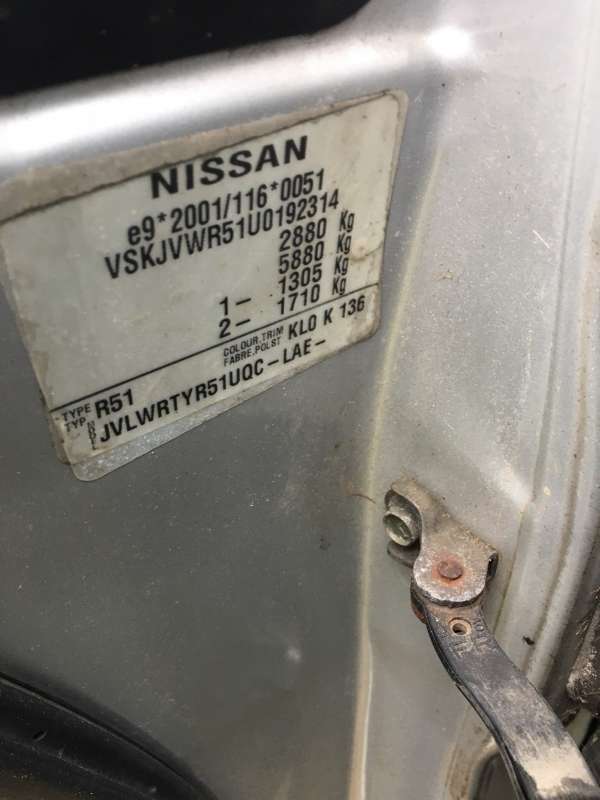 NISSAN
e9*2001/116*0051
VSKJVWR51U0192314
2880 Kg
5880 Kg
1- 1305 Kg
2- 1710 Kg
TYPE TYP R51 COLOUR,TRIM FABRE,POLST KL0 K 136
JVLWRTYR51UQC-LAE-